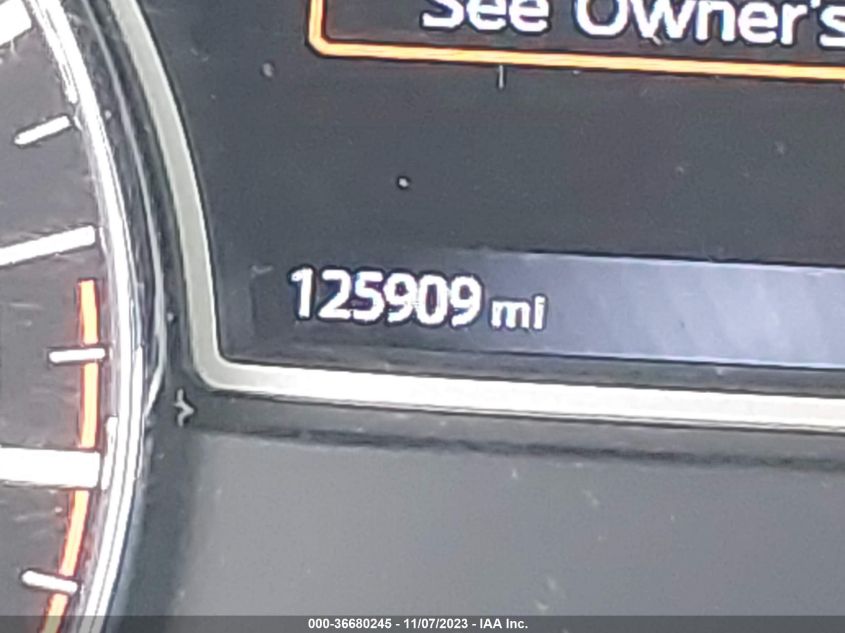 See Owner's
125909 mi
000-36680245 - 11/07/2023 - IAA Inc.